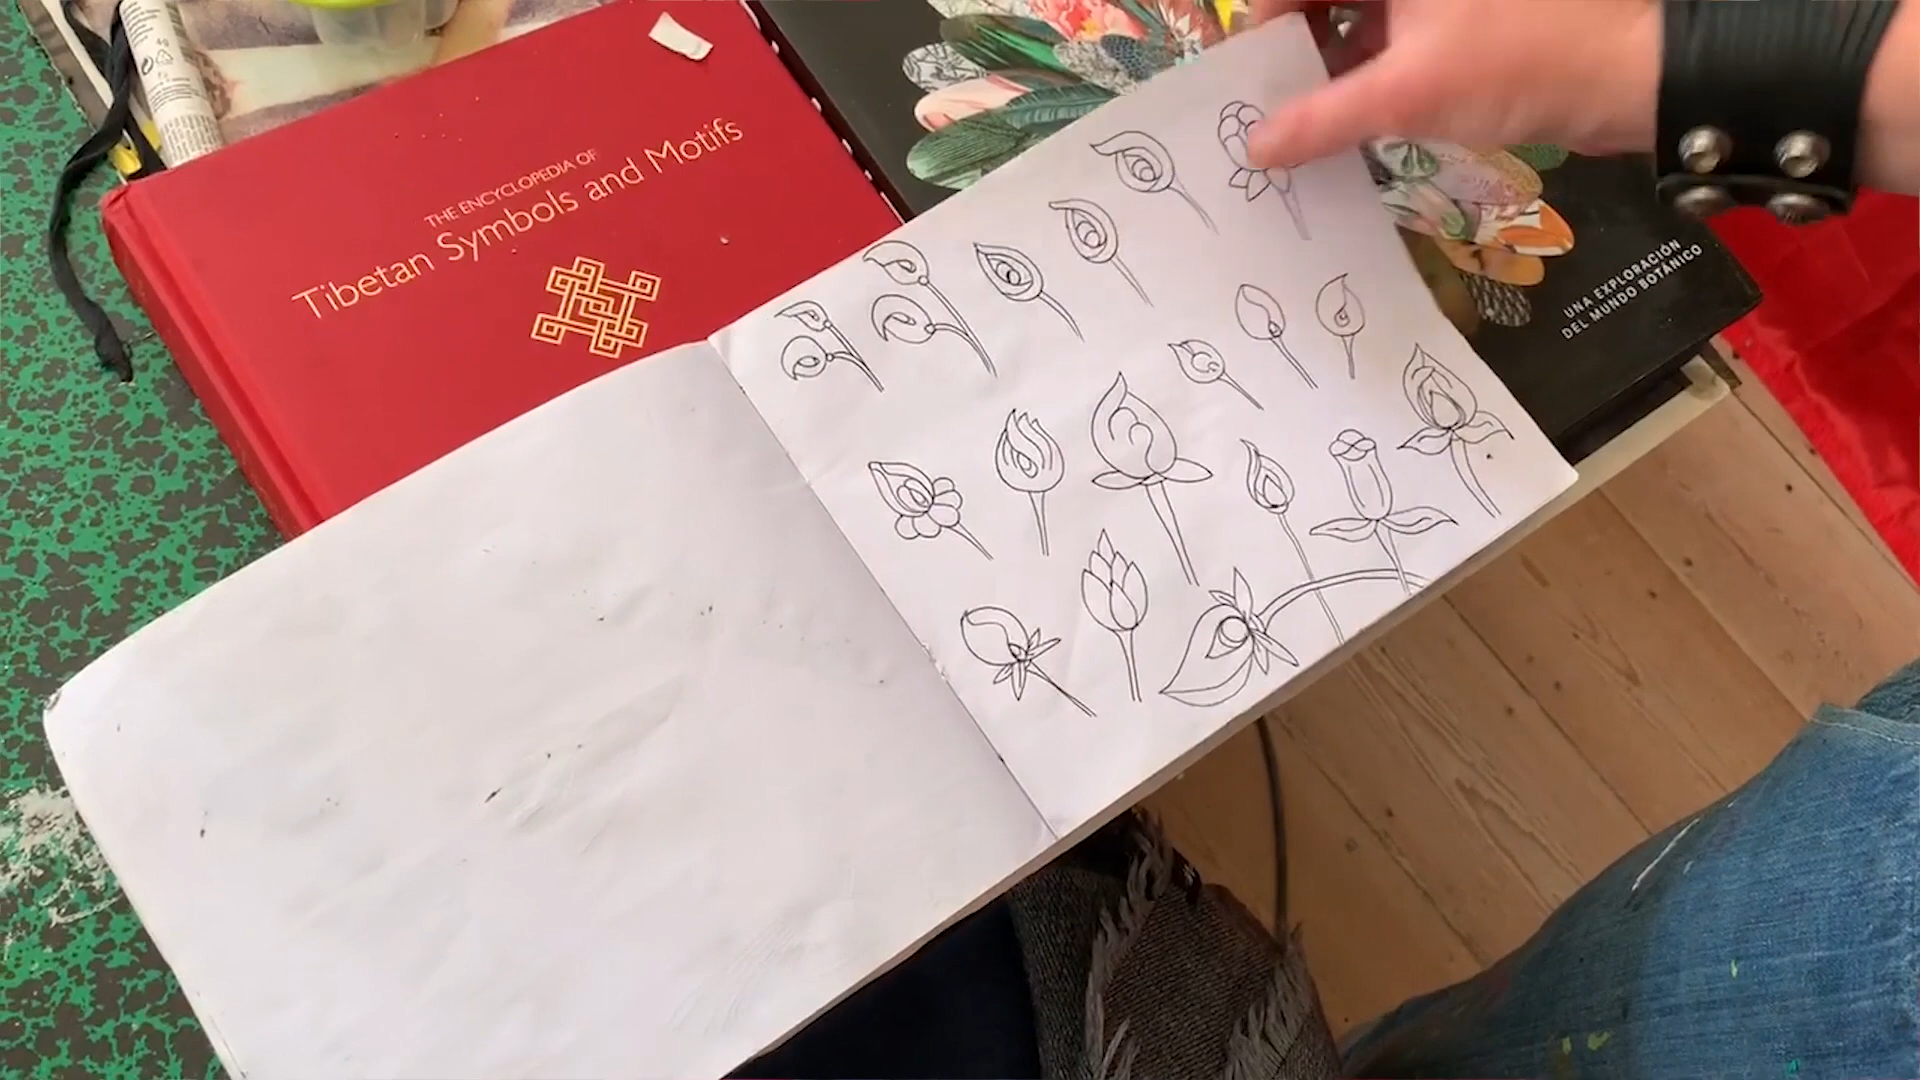 THE ENCYCLOPEDIA OF
Tibetan Symbols and Motifs
UNA EXPLORACIÓN
DEL MUNDO BOTÁNICO